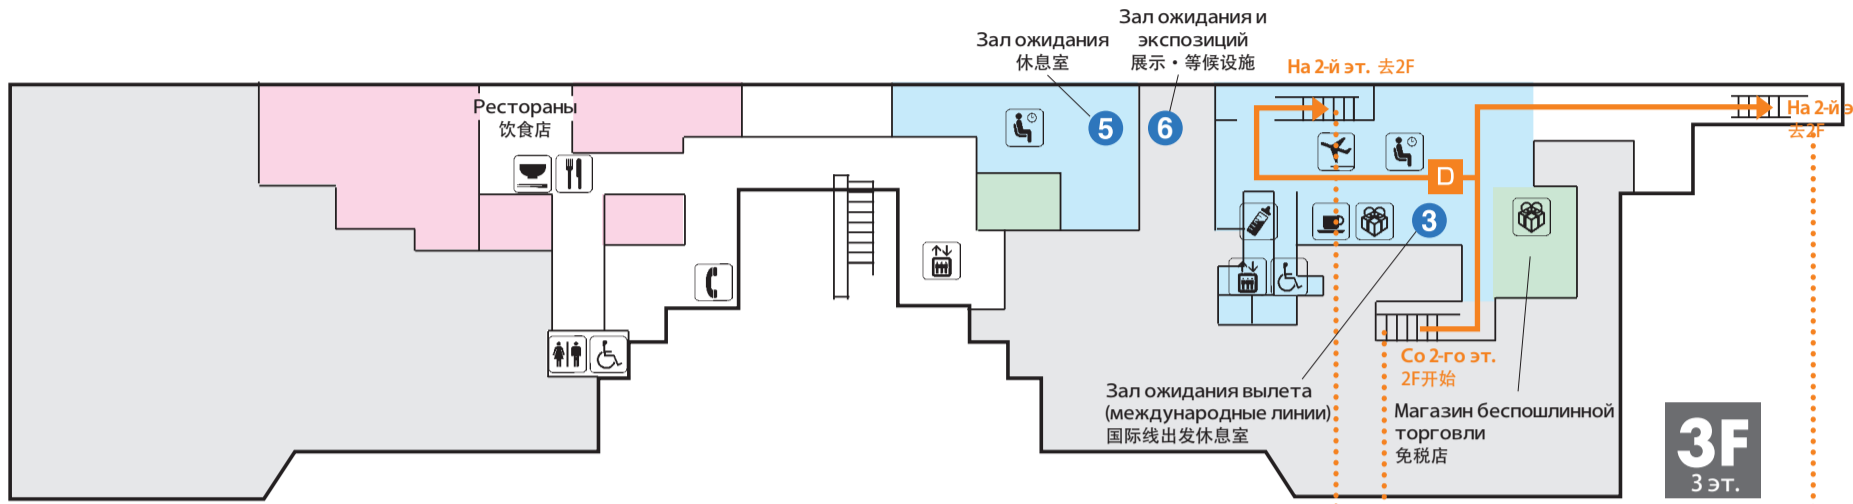 Зал ожидания и
экспозиций
展示・等候设施
Зал ожидания
休息室
На 2-й эт. 去2F
Рестораны
饮食店
5
6
На 2-й э
去2F
D
3
Со 2-го эт.
2F开始
Зал ожидания вылета
(международные линии)
国际线出发休息室
Магазин беспошлинной
торговли
免税店
3F
3 эт.